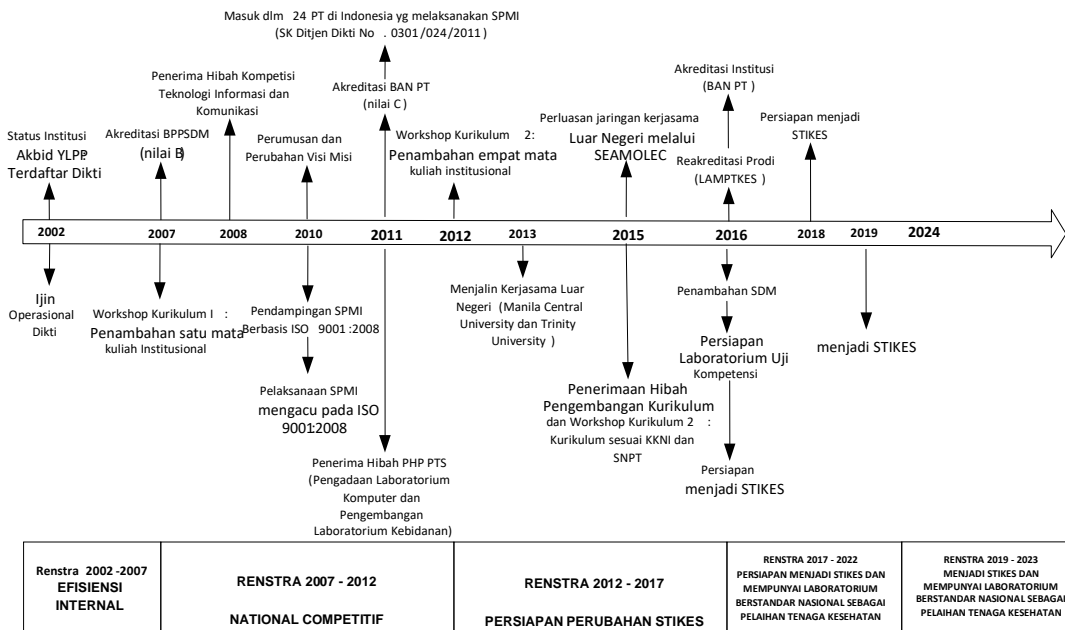 Masuk dlm 24 PT di Indonesia yg melaksanakan SPMI
(SK Ditjen Dikti No . 0301/024/2011)
Penerima Hibah Kompetisi
Teknologi Informasi dan
Komunikasi
Akreditasi BAN PT
(nilai C)
Akreditasi Institusi
(BAN PT )
Status Institusi
Akbid YLPP
Terdaftar Dikti
Akreditasi BPPSDM
(nilai B)
Perumusan dan
Perubahan Visi Misi
Workshop Kurikulum 2:
Penambahan empat mata
kuliah institusional
Perluasan jaringan kerjasama
Luar Negeri melalui
SEAMOLEC
Reakreditasi Prodi
(LAMPTKES )
Persiapan menjadi
STIKES
2002
2007
2008
2010
2011
2012
2013
2015
2016
2018
2019
2024
Ijin
Operasional
Dikti
Workshop Kurikulum I :
Penambahan satu mata
kuliah Institusional
Pendampingan SPMI
Berbasis ISO 9001:2008
Pelaksanaan SPMI
mengacu pada ISO
9001:2008
Penerima Hibah PHP PTS
(Pengadaan Laboratorium
Komputer dan
Pengembangan
Laboratorium Kebidanan)
Menjalin Kerjasama Luar
Negeri (Manila Central
University dan Trinity
University )
Penerimaan Hibah
Pengembangan Kurikulum
dan Workshop Kurikulum 2 :
Kurikulum sesuai KKNI dan
SNPT
Penambahan SDM
Persiapan
Laboratorium Uji
Kompetensi
Persiapan
menjadi STIKES
menjadi STIKES
Renstra 2002-2007
EFISIENSI
INTERNAL
RENSTRA 2007 - 2012
NATIONAL COMPETITIF
RENSTRA 2012 - 2017
PERSIAPAN PERUBAHAN STIKES
RENSTRA 2017 - 2022
PERSIAPAN MENJADI STIKES DAN
MEMPUNYAI LABORATORIUM
BERSTANDAR NASIONAL SEBAGAI
PELAIHAN TENAGA KESEHATAN
RENSTRA 2019 - 2023
MENJADI STIKES DAN
MEMPUNYAI LABORATORIUM
BERSTANDAR NASIONAL SEBAGAI
PELAIHAN TENAGA KESEHATAN